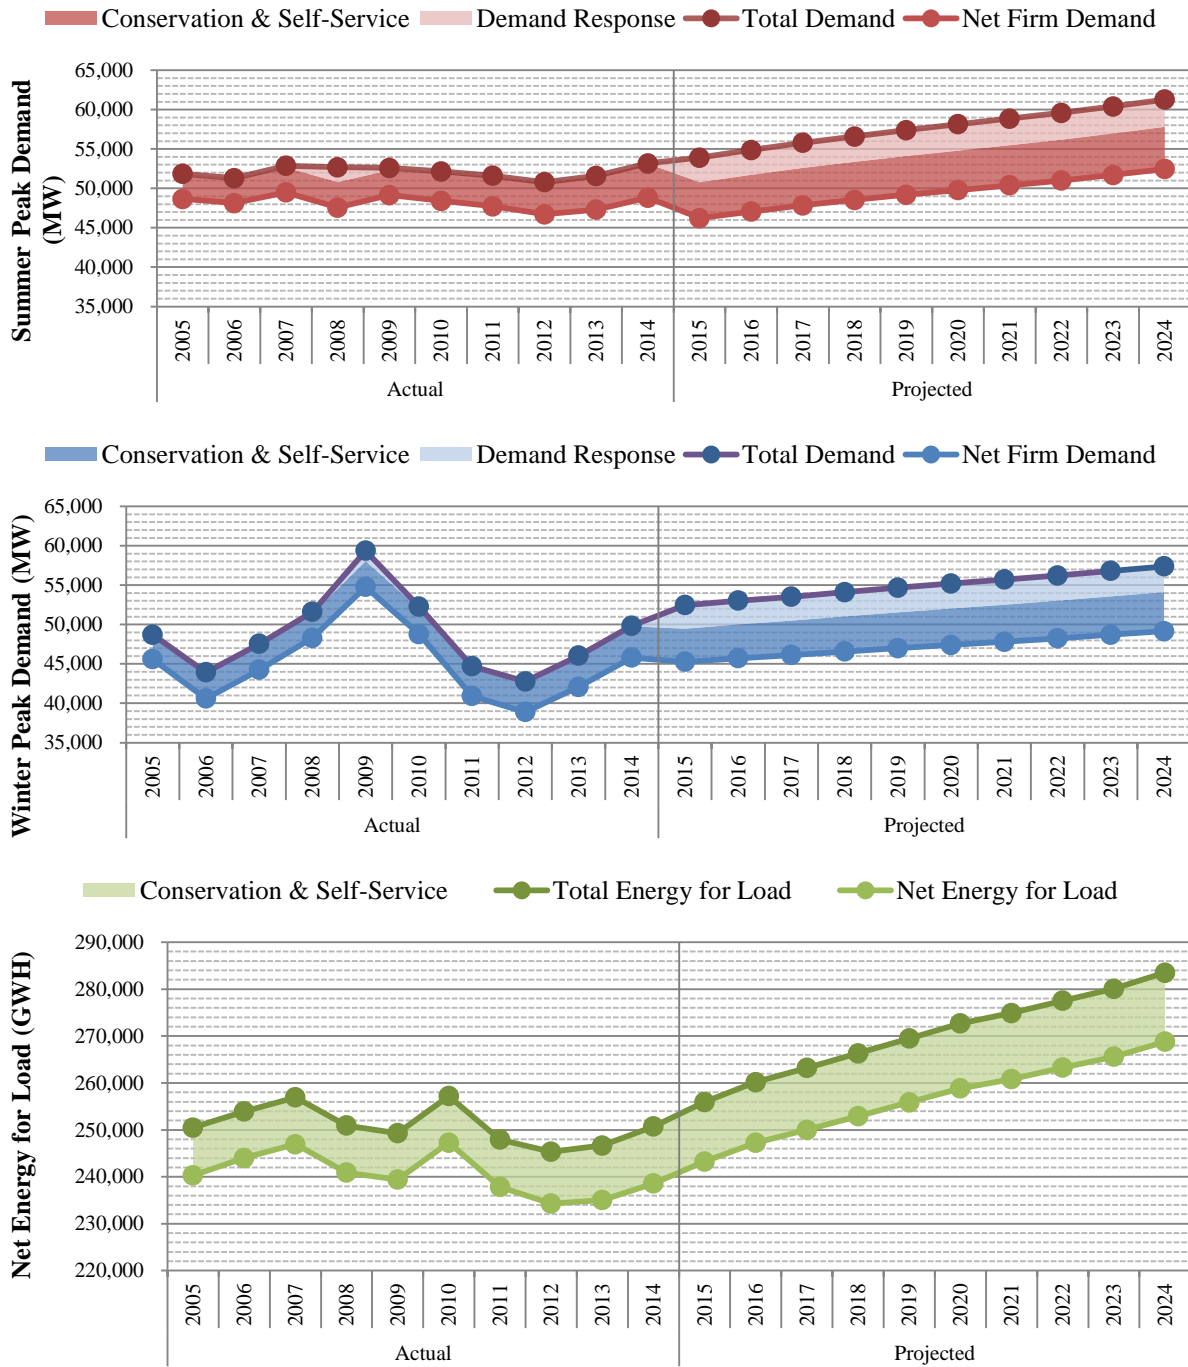 Conservation & Self-Service Demand Response Total Demand Net Firm Demand
Summer Peak Demand
(MW)
65,000
60,000
55,000
50,000
45,000
40,000
35,000
2005 2006 2007 2008 2009 2010 2011 2012 2013 2014 2015 2016 2017 2018 2019 2020 2021 2022 2023 2024
Actual Projected
Conservation & Self-Service Demand Response Total Demand Net Firm Demand
Winter Peak Demand (MW)
65,000
60,000
55,000
50,000
45,000
40,000
35,000
2005 2006 2007 2008 2009 2010 2011 2012 2013 2014 2015 2016 2017 2018 2019 2020 2021 2022 2023 2024
Actual Projected
Conservation & Self-Service Total Energy for Load Net Energy for Load
Net Energy for Load (GWH)
290,000
280,000
270,000
260,000
250,000
240,000
230,000
220,000
2005 2006 2007 2008 2009 2010 2011 2012 2013 2014 2015 2016 2017 2018 2019 2020 2021 2022 2023 2024
Actual Projected